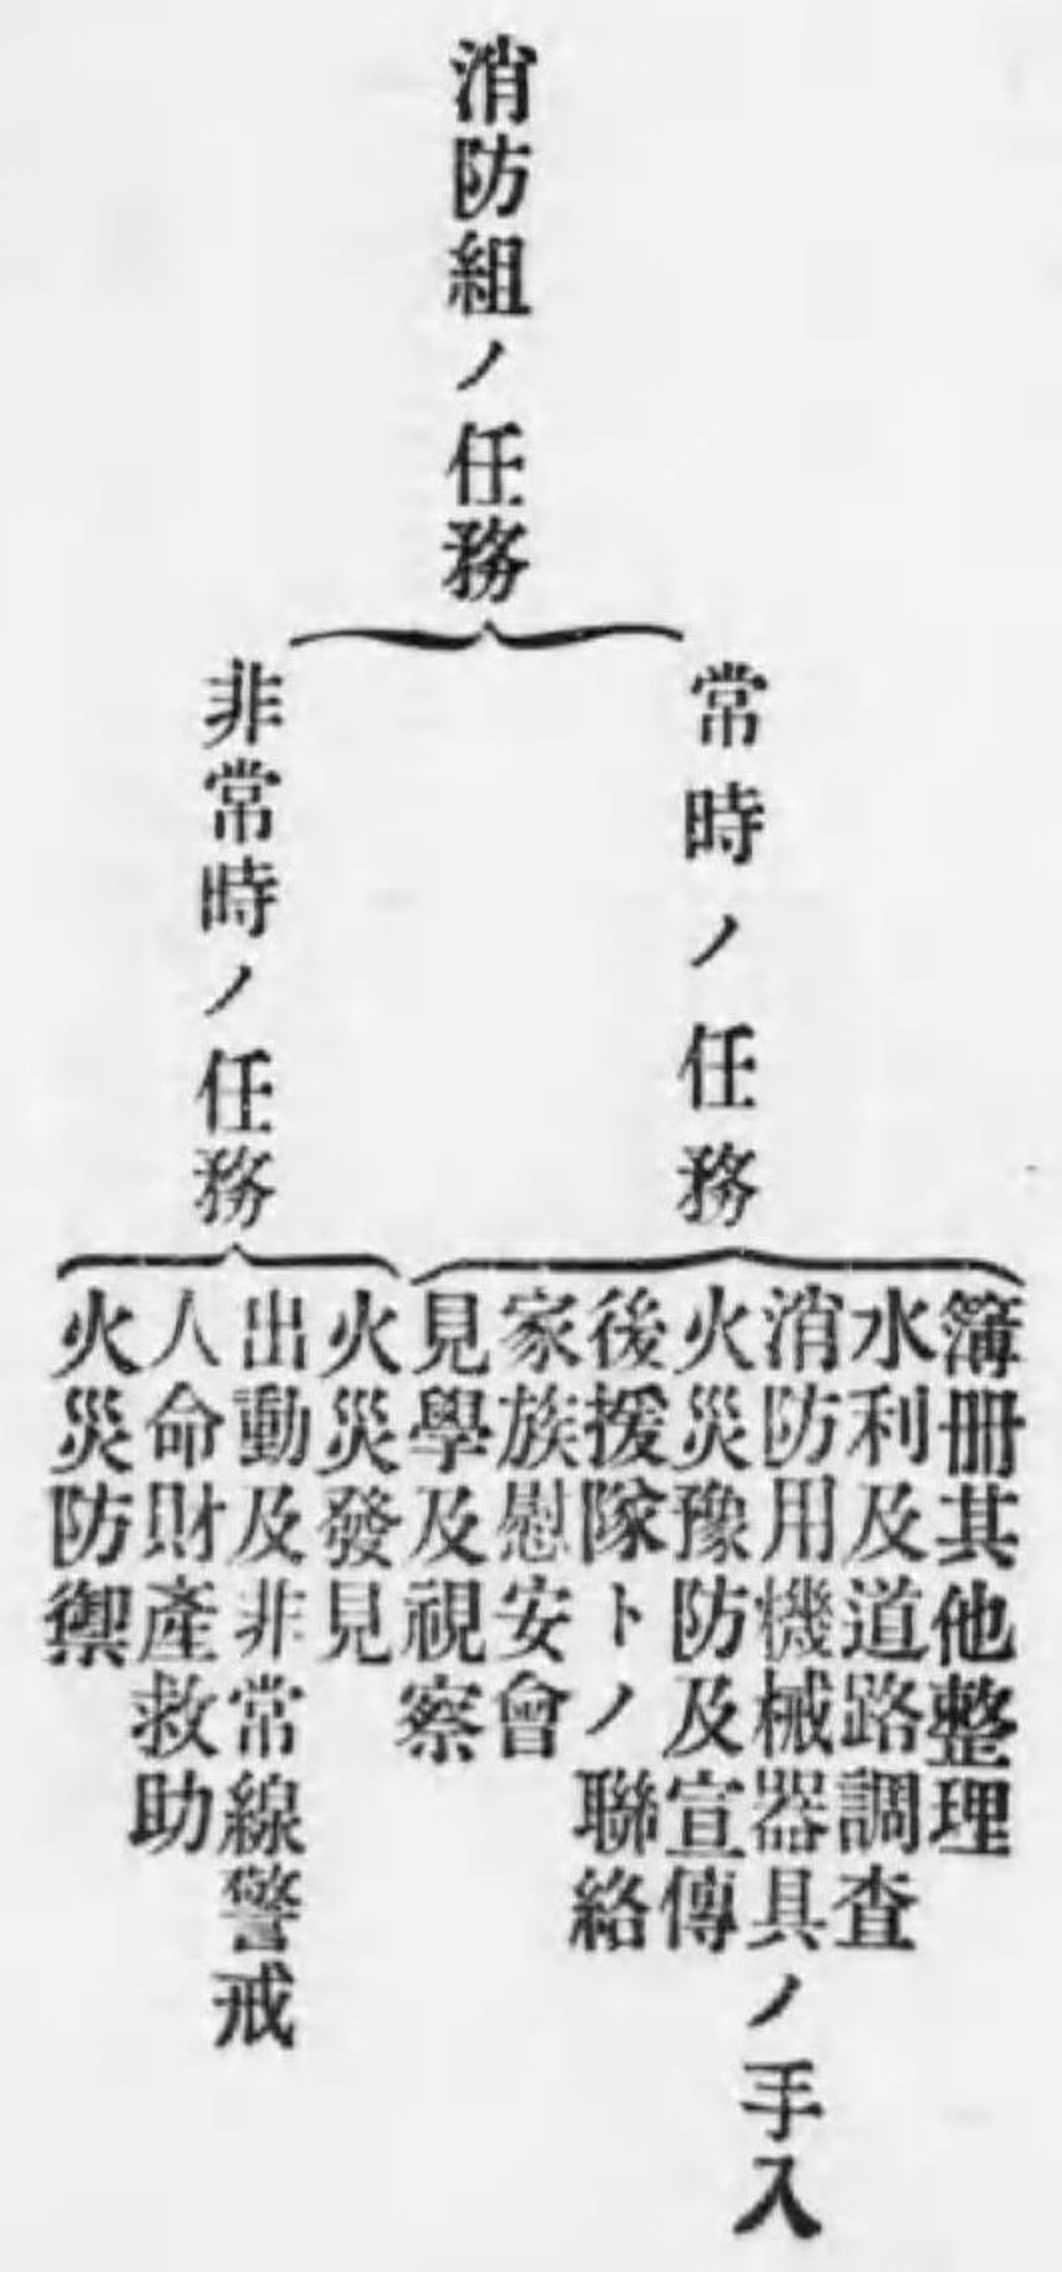 消防組ノ任務
常時ノ任務
簿冊其他整理
水利及道路調査
消防用機械器具ノ手入
火災豫防及宣傳
後援隊トノ聯絡
家族慰安會
見學及視察
非常時ノ任務
火災發見
出動及非常線警戒
人命財產救助
火災防禦